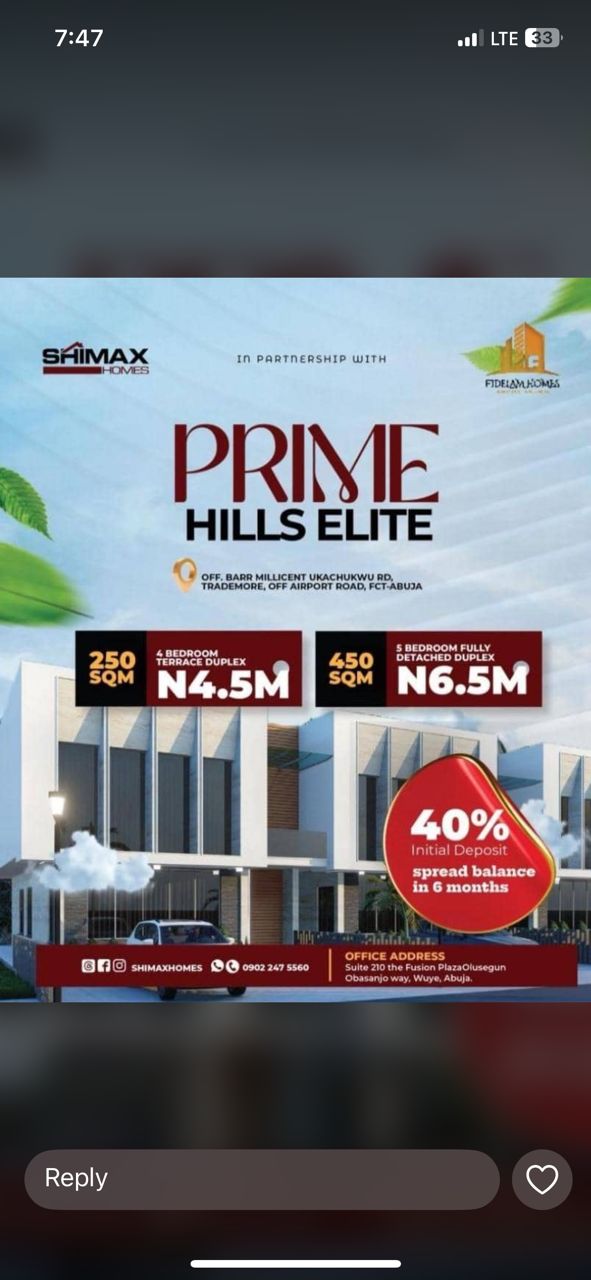 7:47
LTE 33
SHIMAX
HOMES
IN PARTNERSHIP WITH
F
FIDELAM HOMES
PRIME
HILLS ELITE
OFF. BARR MILLICENT UKACHUKWU RD,
TRADEMORE, OFF AIRPORT ROAD, FCT-ABUJA
250
SQM
4 BEDROOM
TERRACE DUPLEX
N4.5M
450
SQM
5 BEDROOM FULLY
DETACHED DUPLEX
N6.5M
40%
Initial Deposit
spread balance
in 6 months
SHIMAXHOMES 0902 247 5560
OFFICE ADDRESS
Suite 210 the Fusion PlazaOlusegun
Obasanjo way, Wuye, Abuja.
Reply